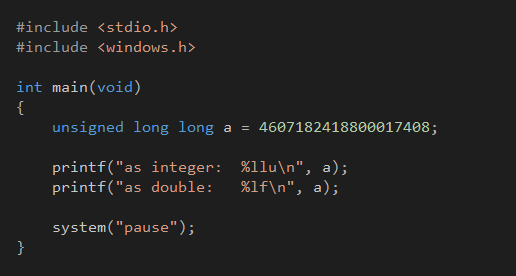 #include <stdio.h>
#include <windows.h>

int main(void)
{
    unsigned long long a = 4607182418800017408;

    printf("as integer:  %llu\n", a);
    printf("as double:   %lf\n", a);

    system("pause");
}